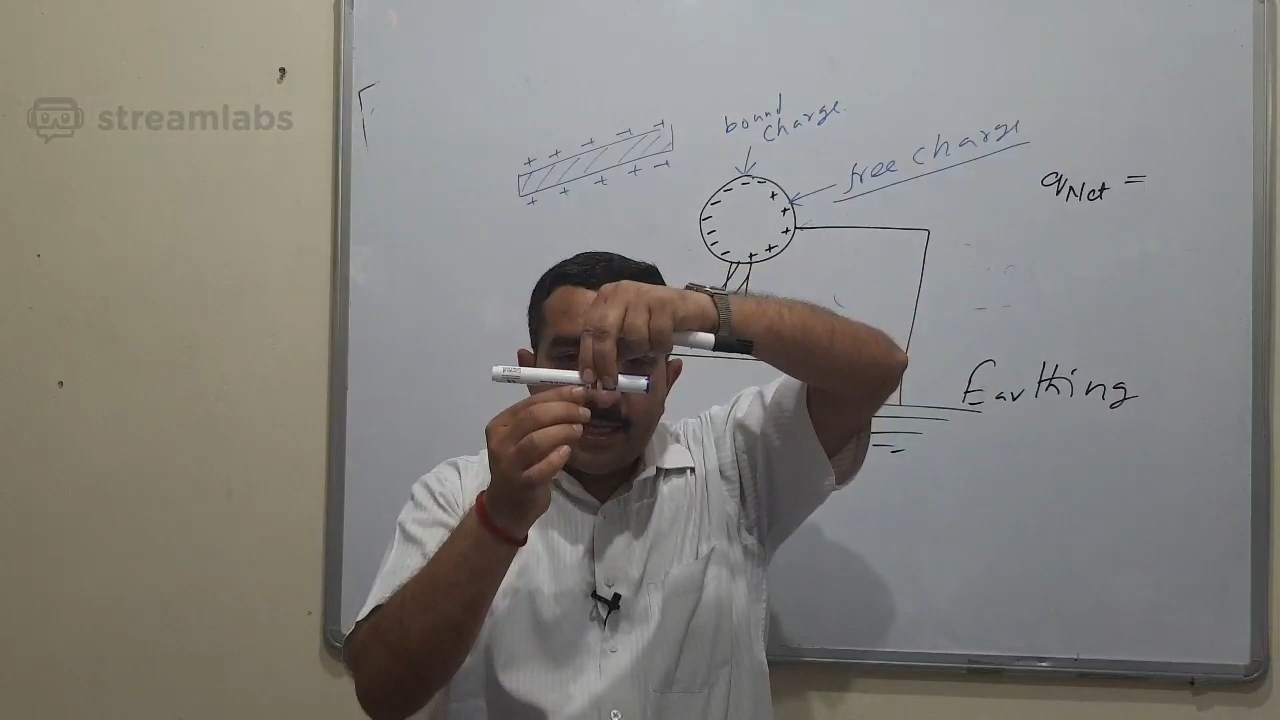 streamlabs
bound
charge
free charge
qNet =
Earthing